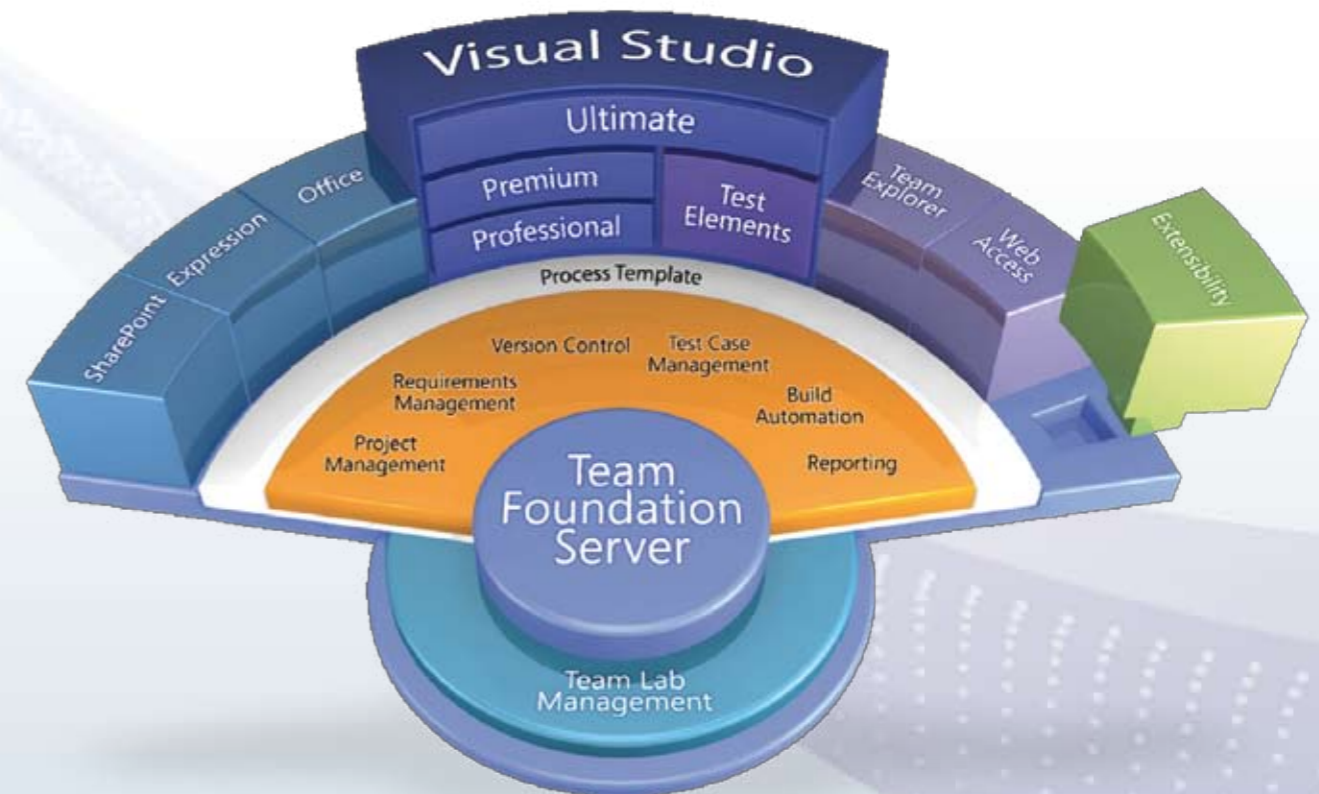 Visual Studio
Ultimate
Premium
Professional
Test
Elements
Office
Expression
SharePoint
Team
Explorer
Web
Access
Extensibility
Process Template
Version Control
Test Case
Management
Requirements
Management
Build
Automation
Project
Management
Reporting
Team
Foundation
Server
Team Lab
Management